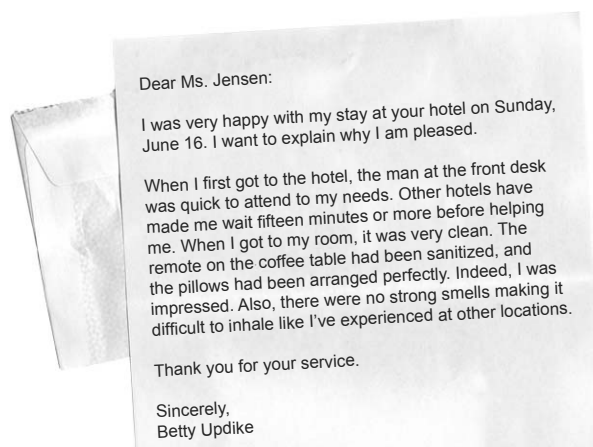 Dear Ms. Jensen:
I was very happy with my stay at your hotel on Sunday,
June 16. I want to explain why I am pleased.
When I first got to the hotel, the man at the front desk
was quick to attend to my needs. Other hotels have
made me wait fifteen minutes or more before helping
me. When I got to my room, it was very clean. The
remote on the coffee table had been sanitized, and
the pillows had been arranged perfectly. Indeed, I was
impressed. Also, there were no strong smells making it
difficult to inhale like I’ve experienced at other locations.
Thank you for your service.
Sincerely,
Betty Updike